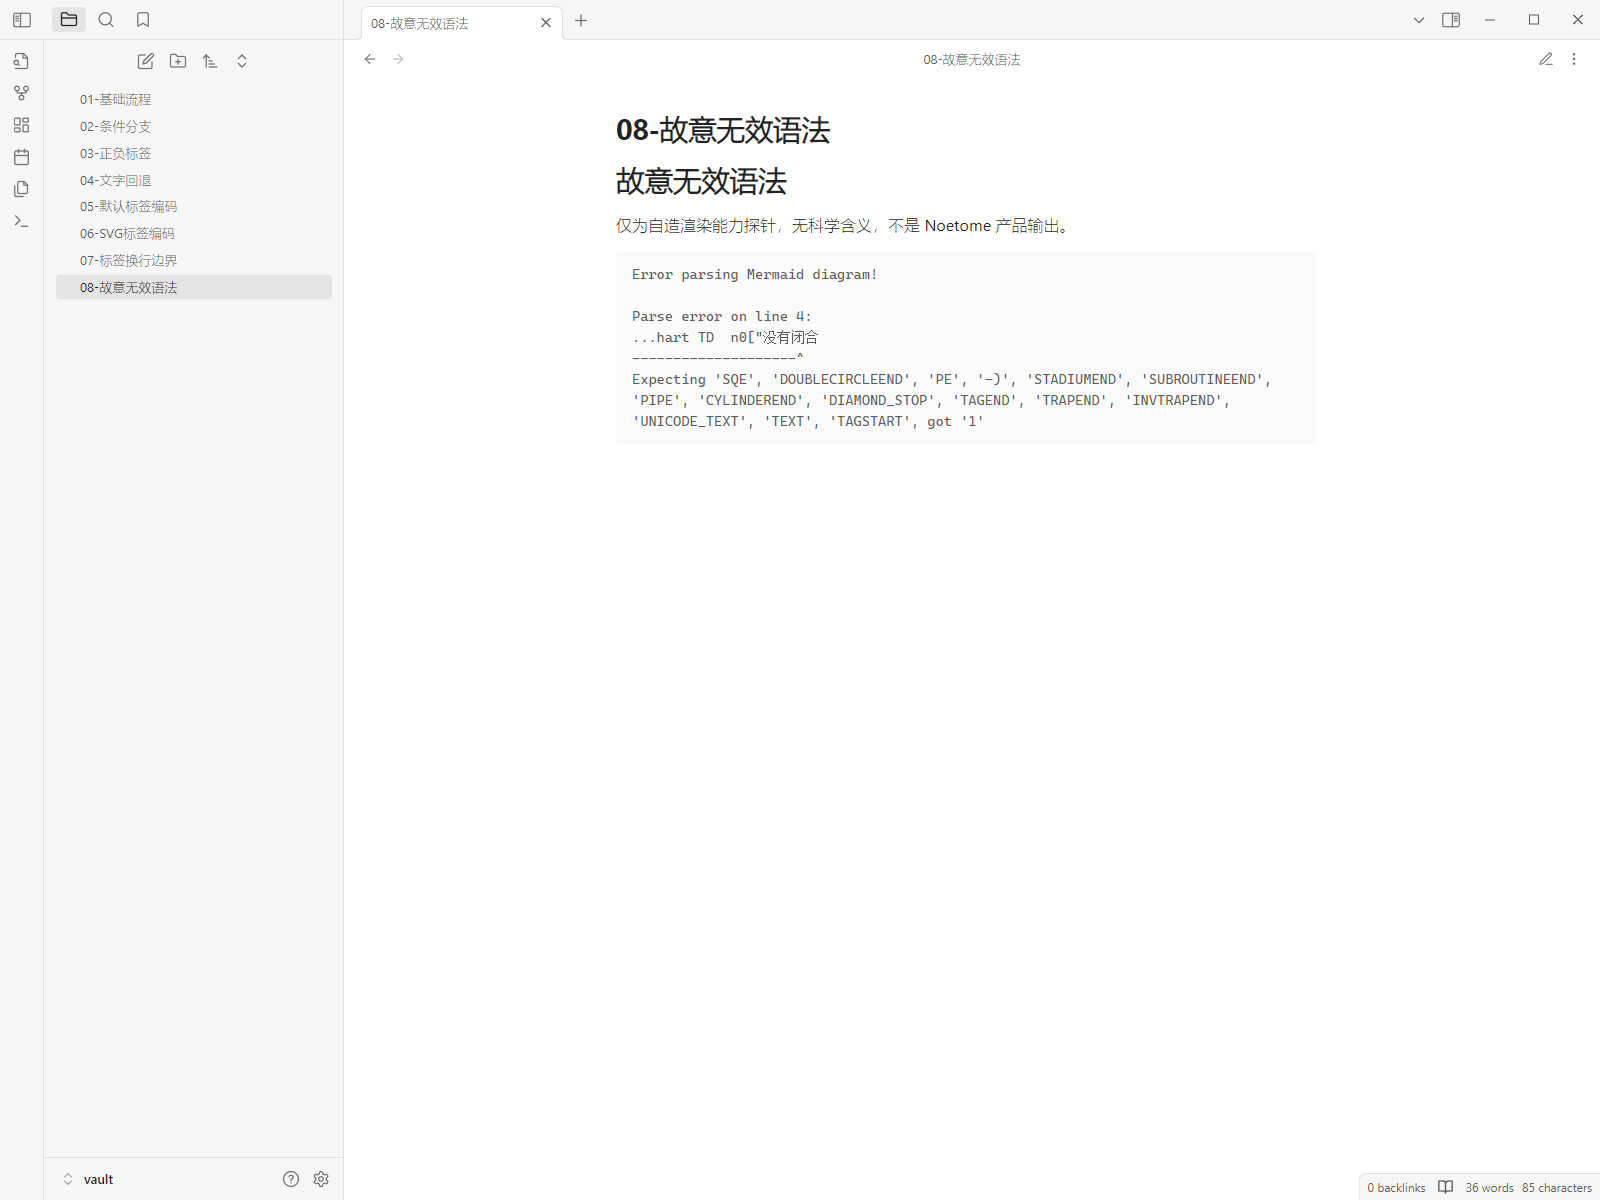 08-故意无效语法
08-故意无效语法
01-基础流程
02-条件分支
03-正负标签
04-文字回退
05-默认标签编码
06-SVG标签编码
07-标签换行边界
08-故意无效语法
08-故意无效语法
故意无效语法
仅为自造渲染能力探针，无科学含义，不是 Noetome 产品输出。
Error parsing Mermaid diagram!
Parse error on line 4:
...hart TD  n0["没有闭合
--------------------^
Expecting 'SQE', 'DOUBLECIRCLEEND', 'PE', '-)', 'STADIUMEND', 'SUBROUTINEEND',
'PIPE', 'CYLINDEREND', 'DIAMOND_STOP', 'TAGEND', 'TRAPEND', 'INVTRAPEND',
'UNICODE_TEXT', 'TEXT', 'TAGSTART', got '1'
vault
0 backlinks 36 words 85 characters